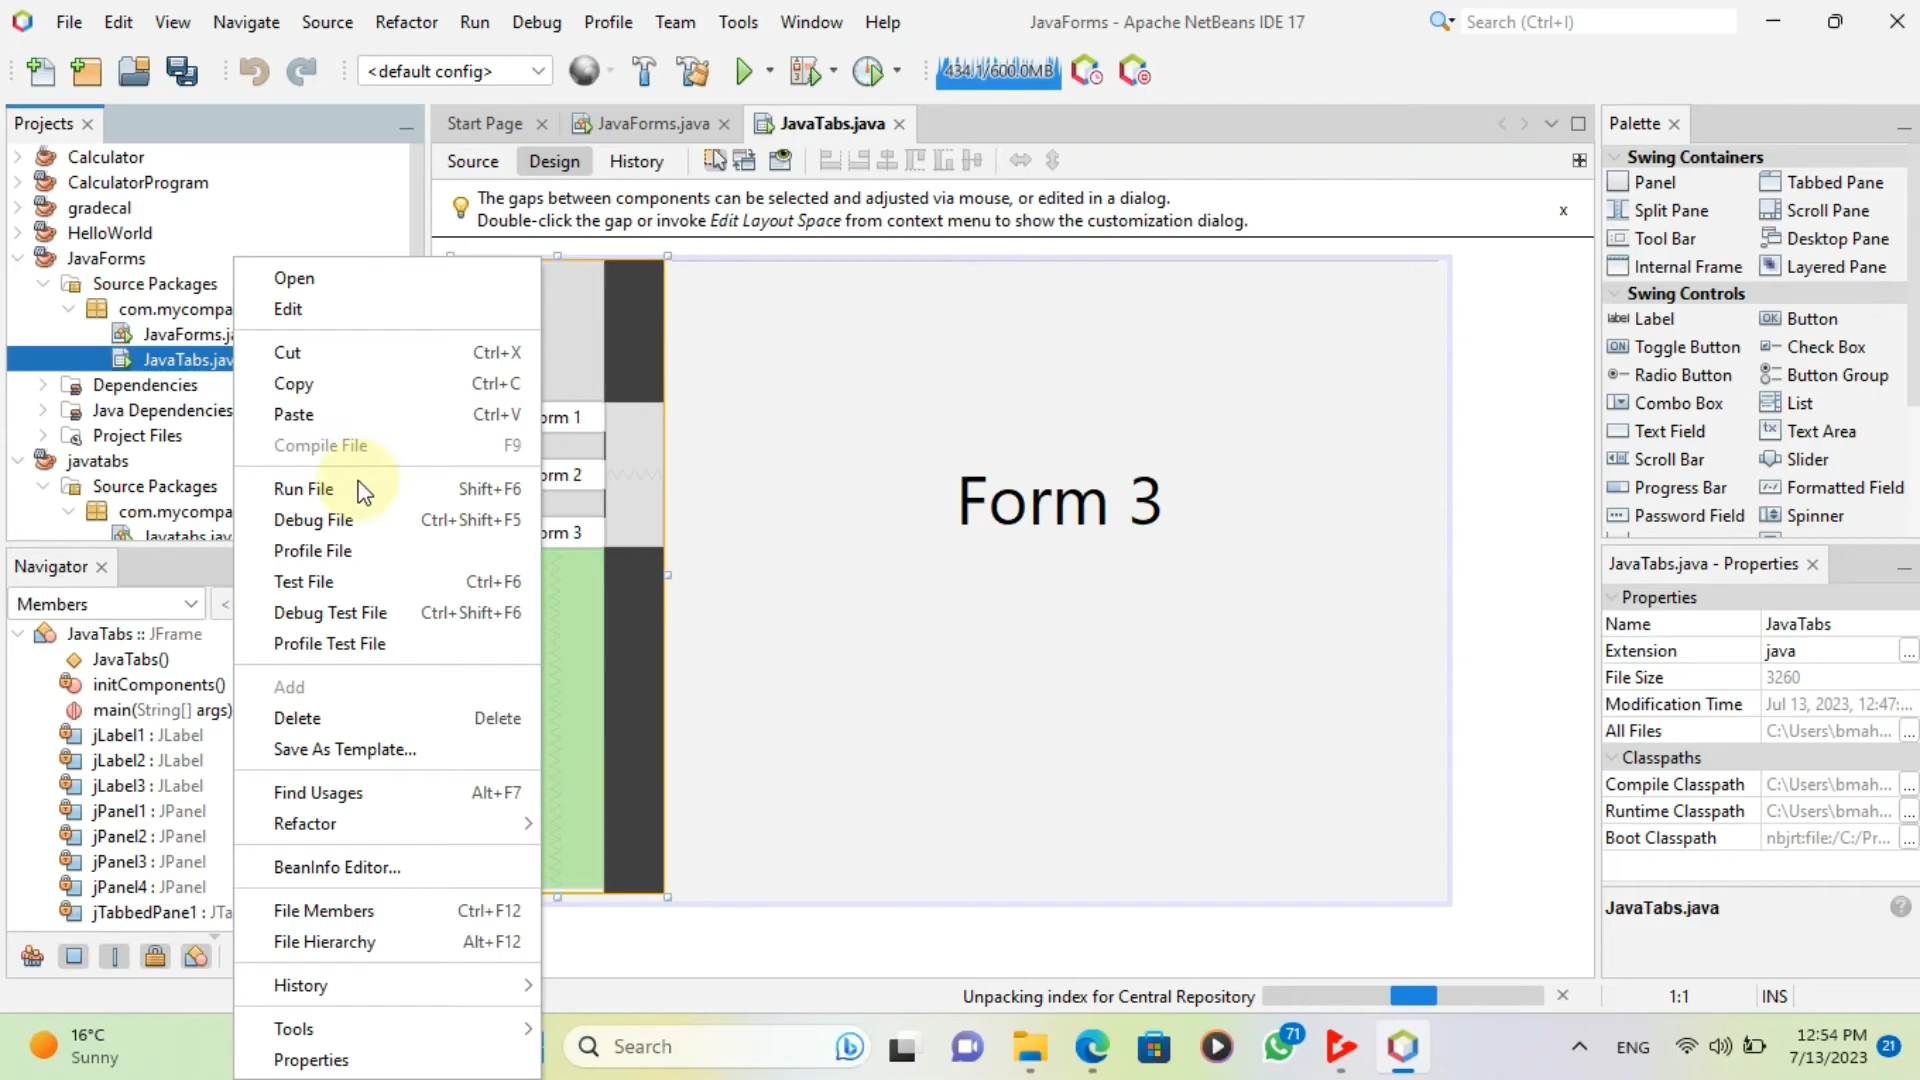 File Edit View Navigate Source Refactor Run Debug Profile Team Tools Window Help
JavaForms - Apache NetBeans IDE 17
Search (Ctrl+I)
<default config>
434.1/600.0MB
Projects
Calculator
CalculatorProgram
gradecal
HelloWorld
JavaForms
Source Packages
com.mycompa
JavaForms.j
JavaTabs.jav
Dependencies
Java Dependencies
Project Files
javatabs
Source Packages
com.mycompa
Javatabs.jav
Navigator
Members
JavaTabs :: JFrame
JavaTabs()
initComponents()
main(String[] args)
jLabel1 : JLabel
jLabel2 : JLabel
jLabel3 : JLabel
jPanel1 : JPanel
jPanel2 : JPanel
jPanel3 : JPanel
jPanel4 : JPanel
jTabbedPane1 : JTa
Open
Edit
Cut Ctrl+X
Copy Ctrl+C
Paste Ctrl+V
Compile File F9
Run File Shift+F6
Debug File Ctrl+Shift+F5
Profile File
Test File Ctrl+F6
Debug Test File Ctrl+Shift+F6
Profile Test File
Add
Delete Delete
Save As Template...
Find Usages Alt+F7
Refactor
BeanInfo Editor...
File Members Ctrl+F12
File Hierarchy Alt+F12
History
Tools
Properties
Start Page JavaForms.java JavaTabs.java
Source Design History
The gaps between components can be selected and adjusted via mouse, or edited in a dialog.
Double-click the gap or invoke Edit Layout Space from context menu to show the customization dialog.
x
orm 1
orm 2
orm 3
Form 3
Palette
Swing Containers
Panel Tabbed Pane
Split Pane Scroll Pane
Tool Bar Desktop Pane
Internal Frame Layered Pane
Swing Controls
label Label OK Button
ON Toggle Button Check Box
Radio Button Button Group
Combo Box List
Text Field tx Text Area
Scroll Bar Slider
Progress Bar Formatted Field
Password Field Spinner
JavaTabs.java - Properties
Properties
Name JavaTabs
Extension java ...
File Size 3260
Modification Time Jul 13, 2023, 12:47:...
All Files C:\Users\bmah... ...
Classpaths
Compile Classpath C:\Users\bmah... ...
Runtime Classpath C:\Users\bmah... ...
Boot Classpath nbjrt:file:/C:/Pr... ...
JavaTabs.java
Unpacking index for Central Repository
1:1 INS
16°C
Sunny
Search
71
ENG
12:54 PM
7/13/2023
21